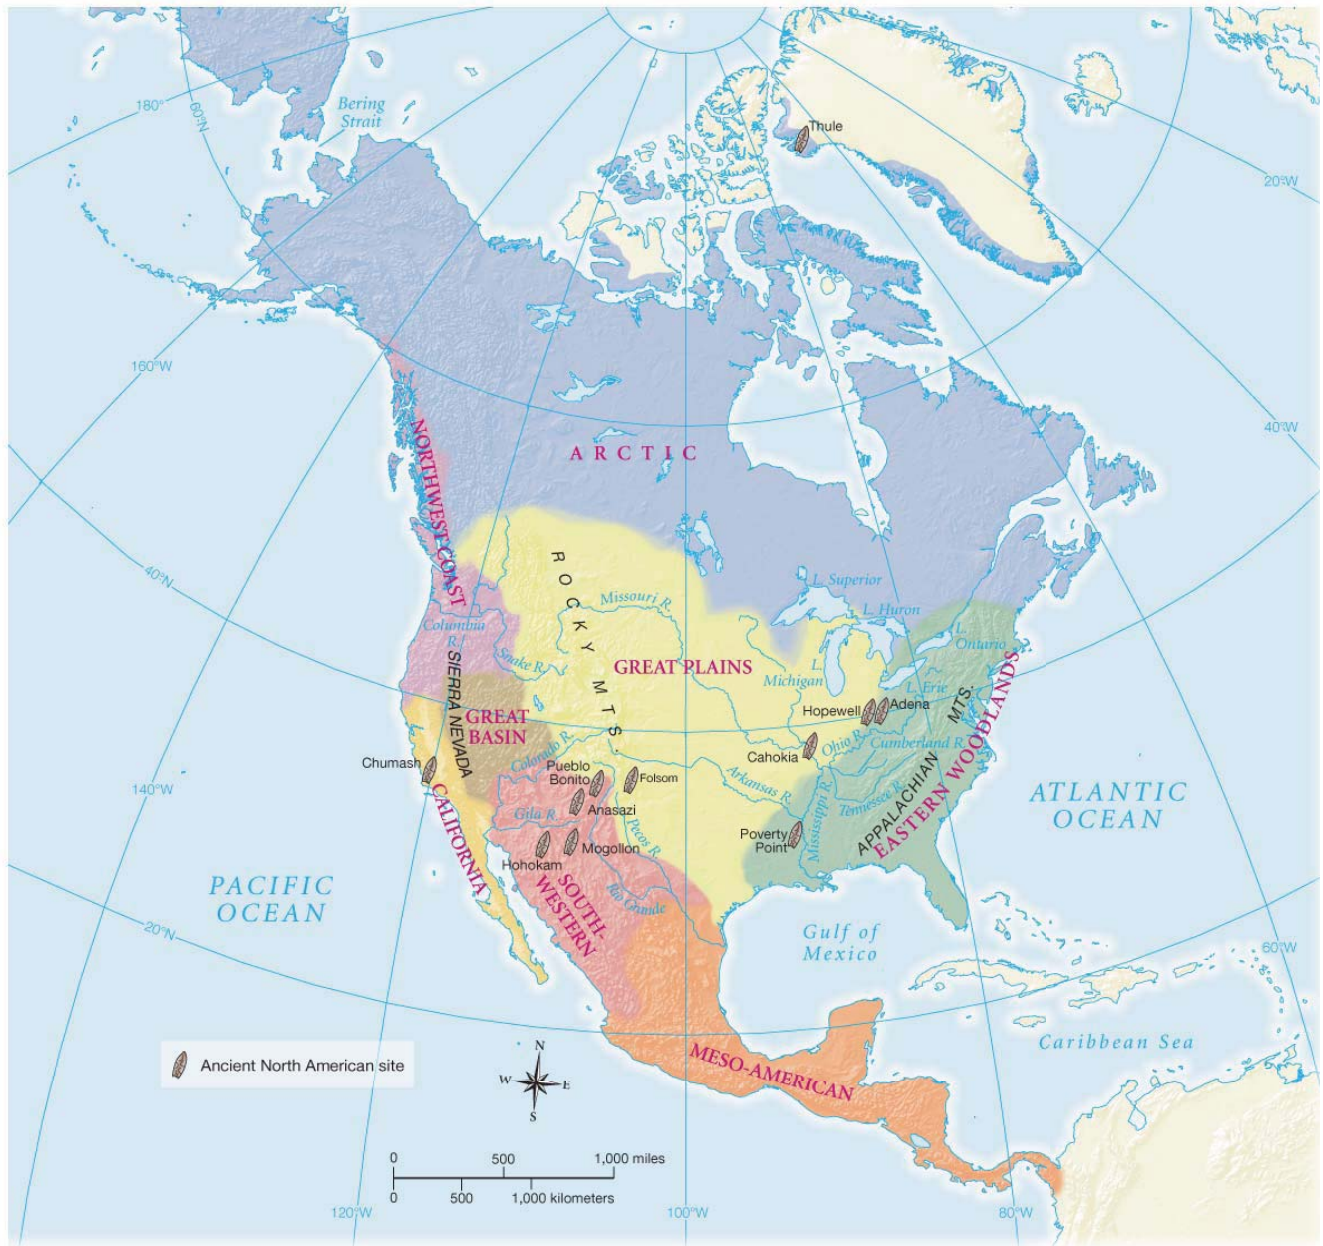 Bering
Strait
180°
60°N
Thule
20°W
160°W
40°W
ARCTIC
NORTHWEST COAST
40°N
ROCKY MTS.
L. Superior
Missouri R.
L. Huron
Columbia
R.
L.
Ontario
SIERRA NEVADA
Snake R.
GREAT PLAINS
L.
Michigan
L. Erie
GREAT
BASIN
Hopewell
Adena
APPALACHIAN MTS.
EASTERN WOODLANDS
Cahokia
Ohio R.
Cumberland R.
Chumash
Colorado R.
Pueblo
Bonito
Folsom
Arkansas R.
Tennessee R.
Mississippi R.
140°W
CALIFORNIA
Anasazi
Gila R.
Pecos R.
Poverty
Point
ATLANTIC
OCEAN
Mogollon
Hohokam
SOUTH-
WESTERN
Rio Grande
PACIFIC
OCEAN
20°N
Gulf of
Mexico
60°W
Caribbean Sea
MESO-AMERICAN
Ancient North American site
N
W
E
S
0 500 1,000 miles
0 500 1,000 kilometers
120°W
100°W
80°W